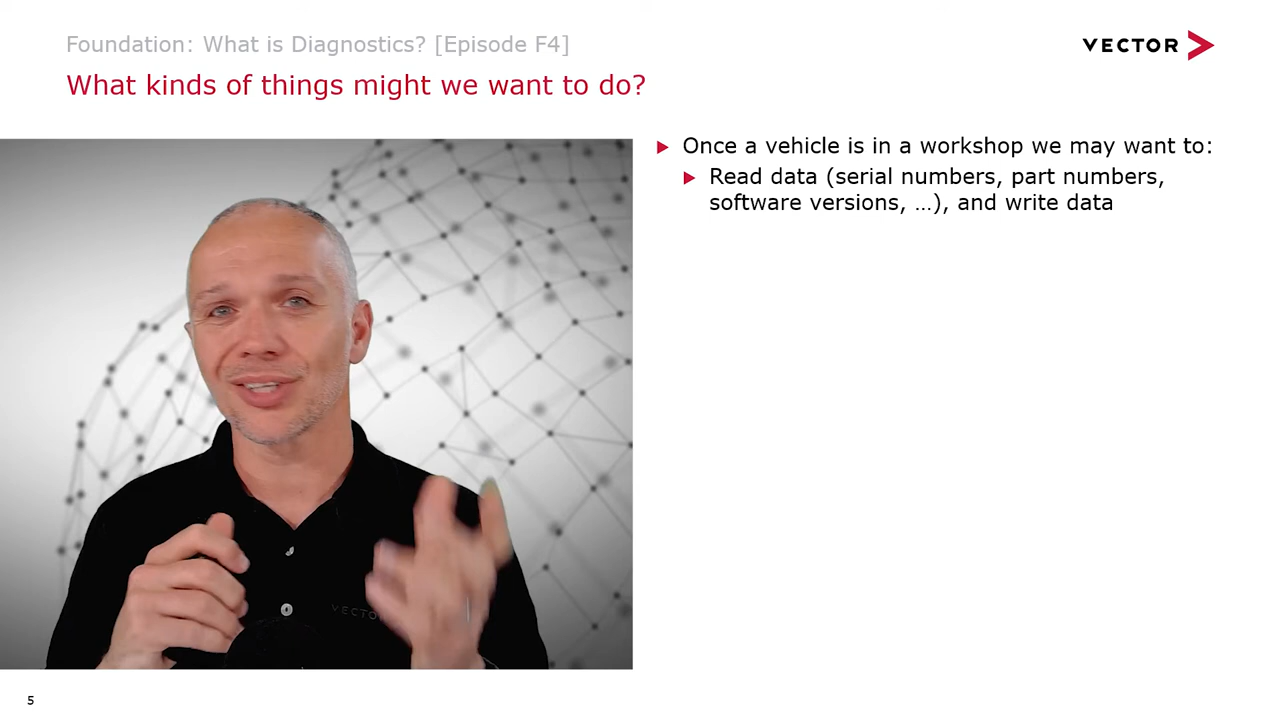 Foundation: What is Diagnostics? [Episode F4]
VECTOR
What kinds of things might we want to do?
Once a vehicle is in a workshop we may want to:
Read data (serial numbers, part numbers,
software versions, …), and write data
VECTOR
5